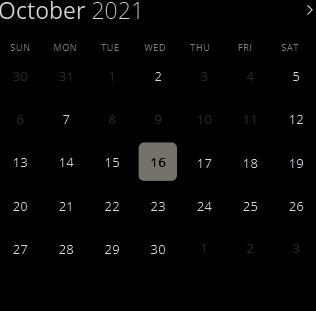 October 2021
SUN MON TUE WED THU FRI SAT
30 31 1 2 3 4 5
6 7 8 9 10 11 12
13 14 15 16 17 18 19
20 21 22 23 24 25 26
27 28 29 30 1 2 3